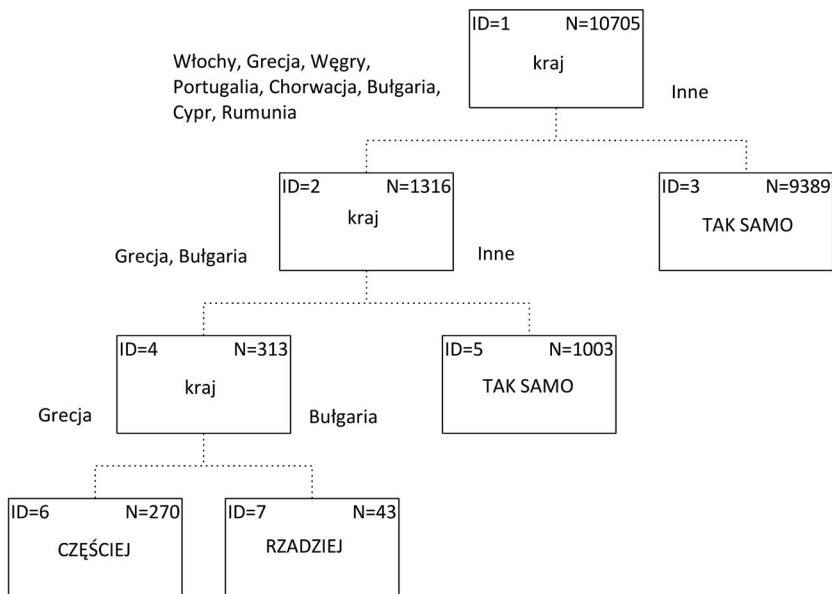 ID=1 N=10705
kraj
Włochy, Grecja, Węgry,
Portugalia, Chorwacja, Bułgaria,
Cypr, Rumunia
Inne
ID=2 N=1316
kraj
ID=3 N=9389
TAK SAMO
Grecja, Bułgaria
Inne
ID=4 N=313
kraj
ID=5 N=1003
TAK SAMO
Grecja
Bułgaria
ID=6 N=270
CZĘŚCIEJ
ID=7 N=43
RZADZIEJ